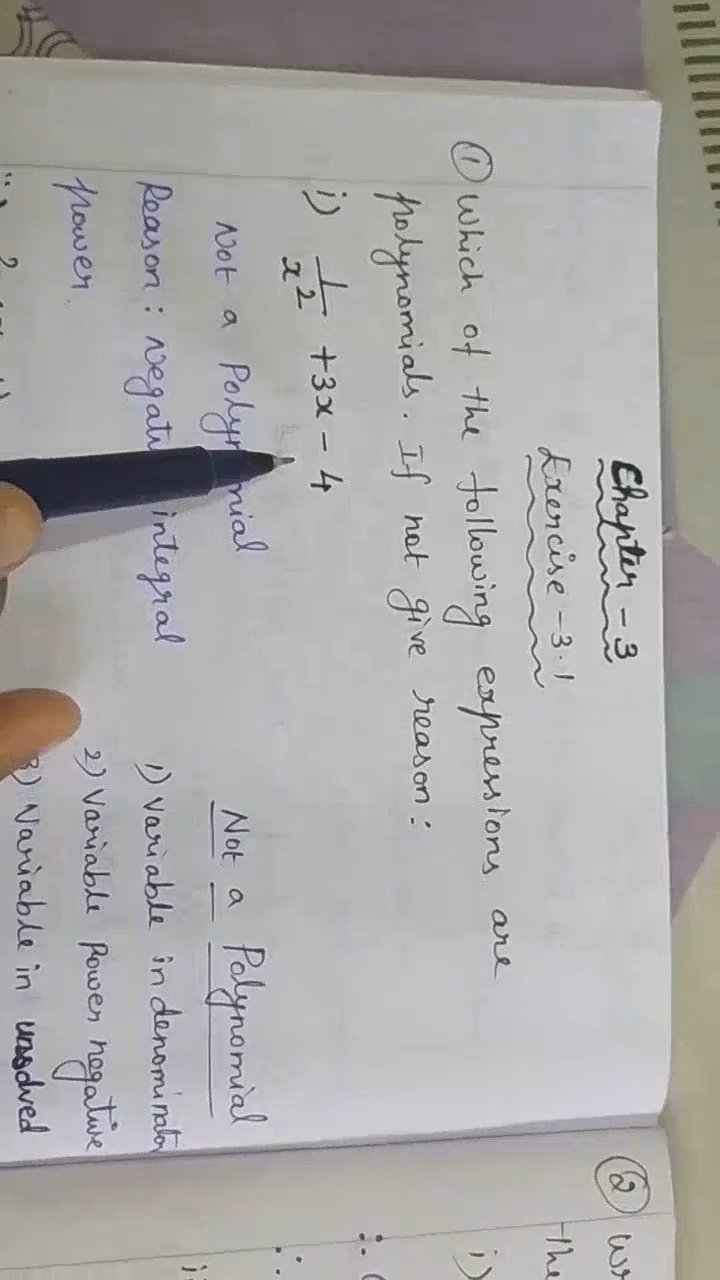 Chapter - 3
Exercise - 3.1
① Which of the following expressions are
polynomials. If not give reason:
i) 1/x² + 3x - 4
Not a Polynomial
Reason: Negative integral
power.
Not a Polynomial
1) Variable in denominator
2) Variable Power negative
3) Variable in unsolved
②
the
i)
∴
∴